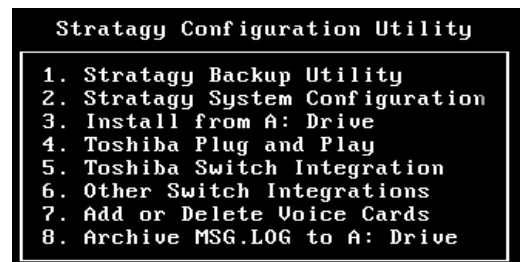 Stratagy Configuration Utility
1. Stratagy Backup Utility
2. Stratagy System Configuration
3. Install from A: Drive
4. Toshiba Plug and Play
5. Toshiba Switch Integration
6. Other Switch Integrations
7. Add or Delete Voice Cards
8. Archive MSG.LOG to A: Drive